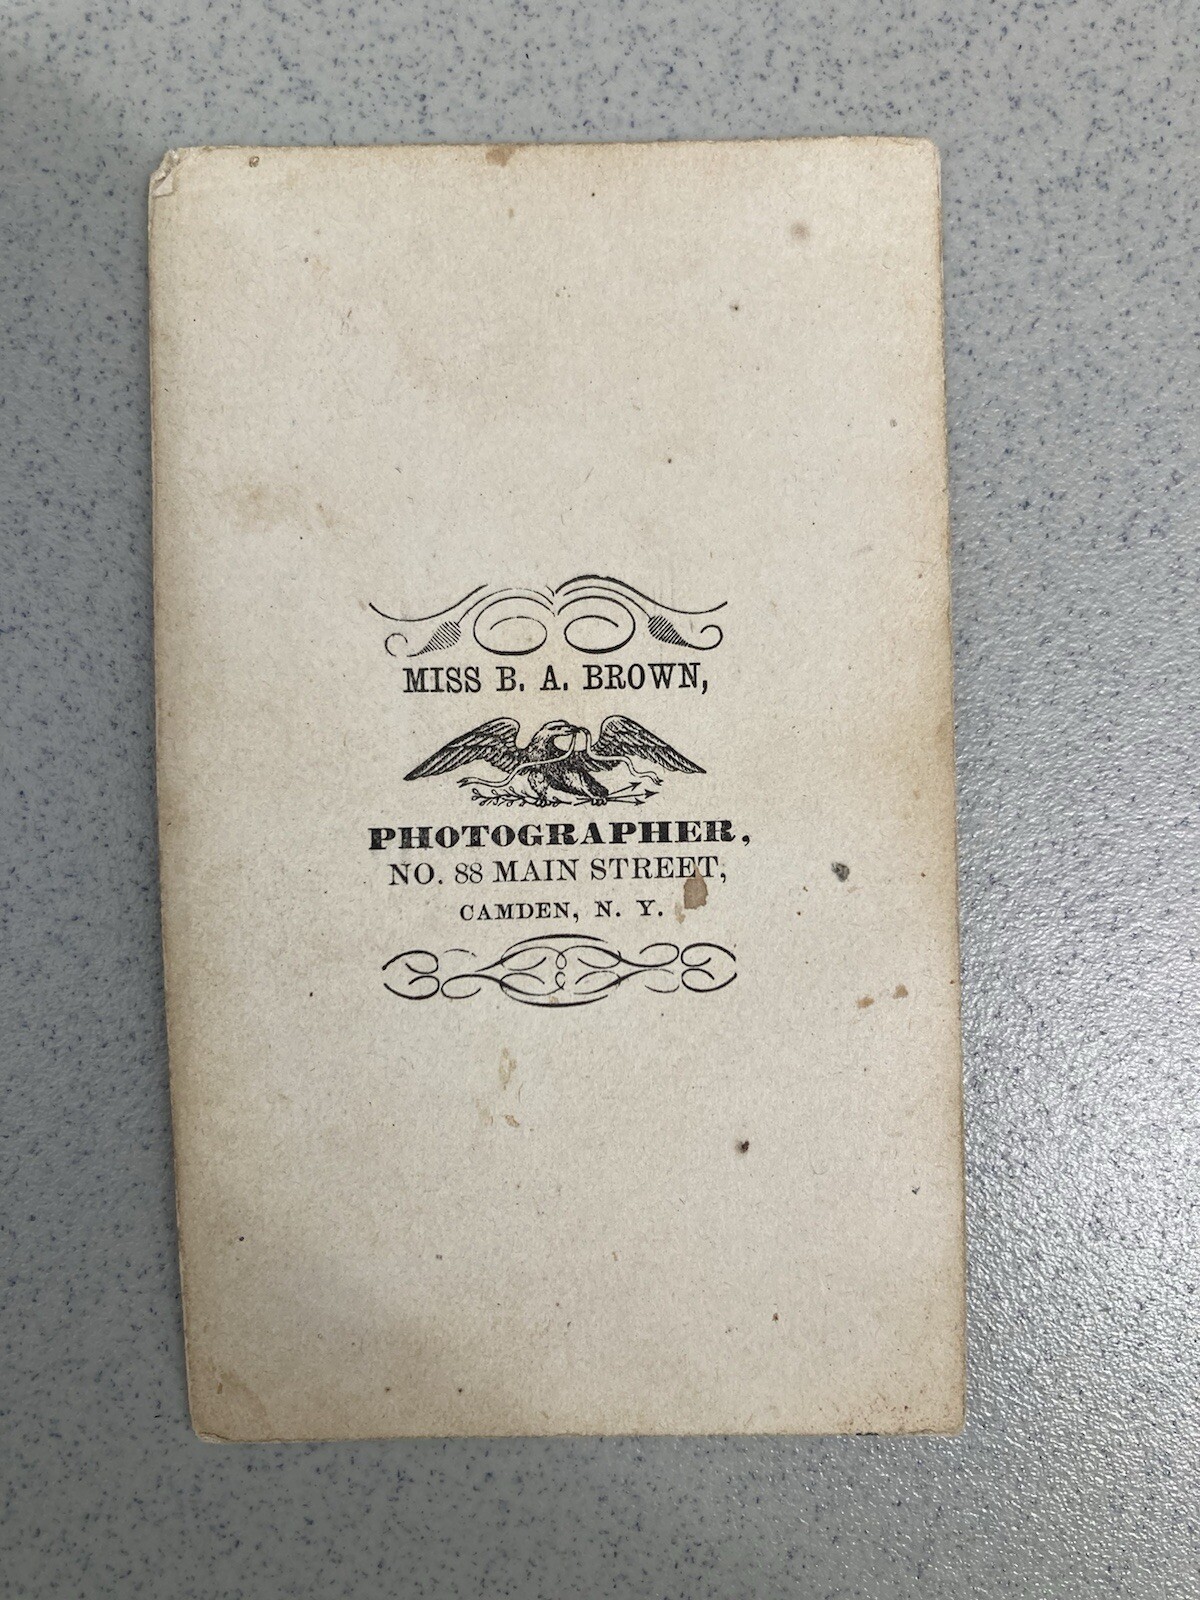 MISS B. A. BROWN,
PHOTOGRAPHER,
NO. 88 MAIN STREET,
CAMDEN, N. Y.